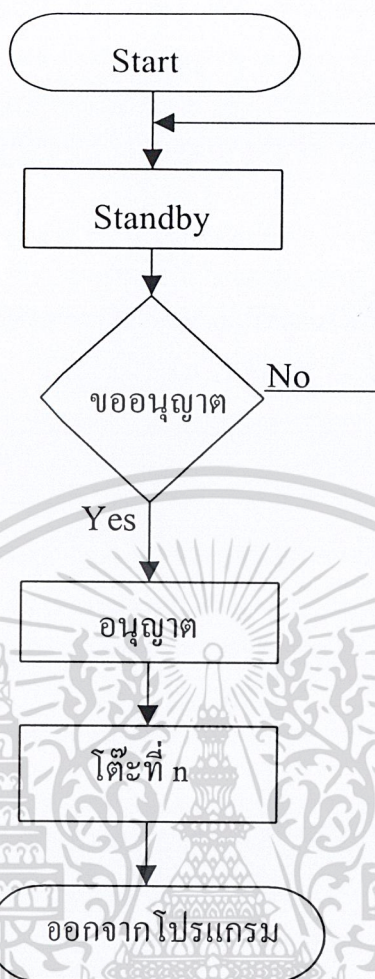 Start
Standby
ขออนุญาต
No
Yes
อนุญาต
โต๊ะที่ n
ออกจากโปรแกรม